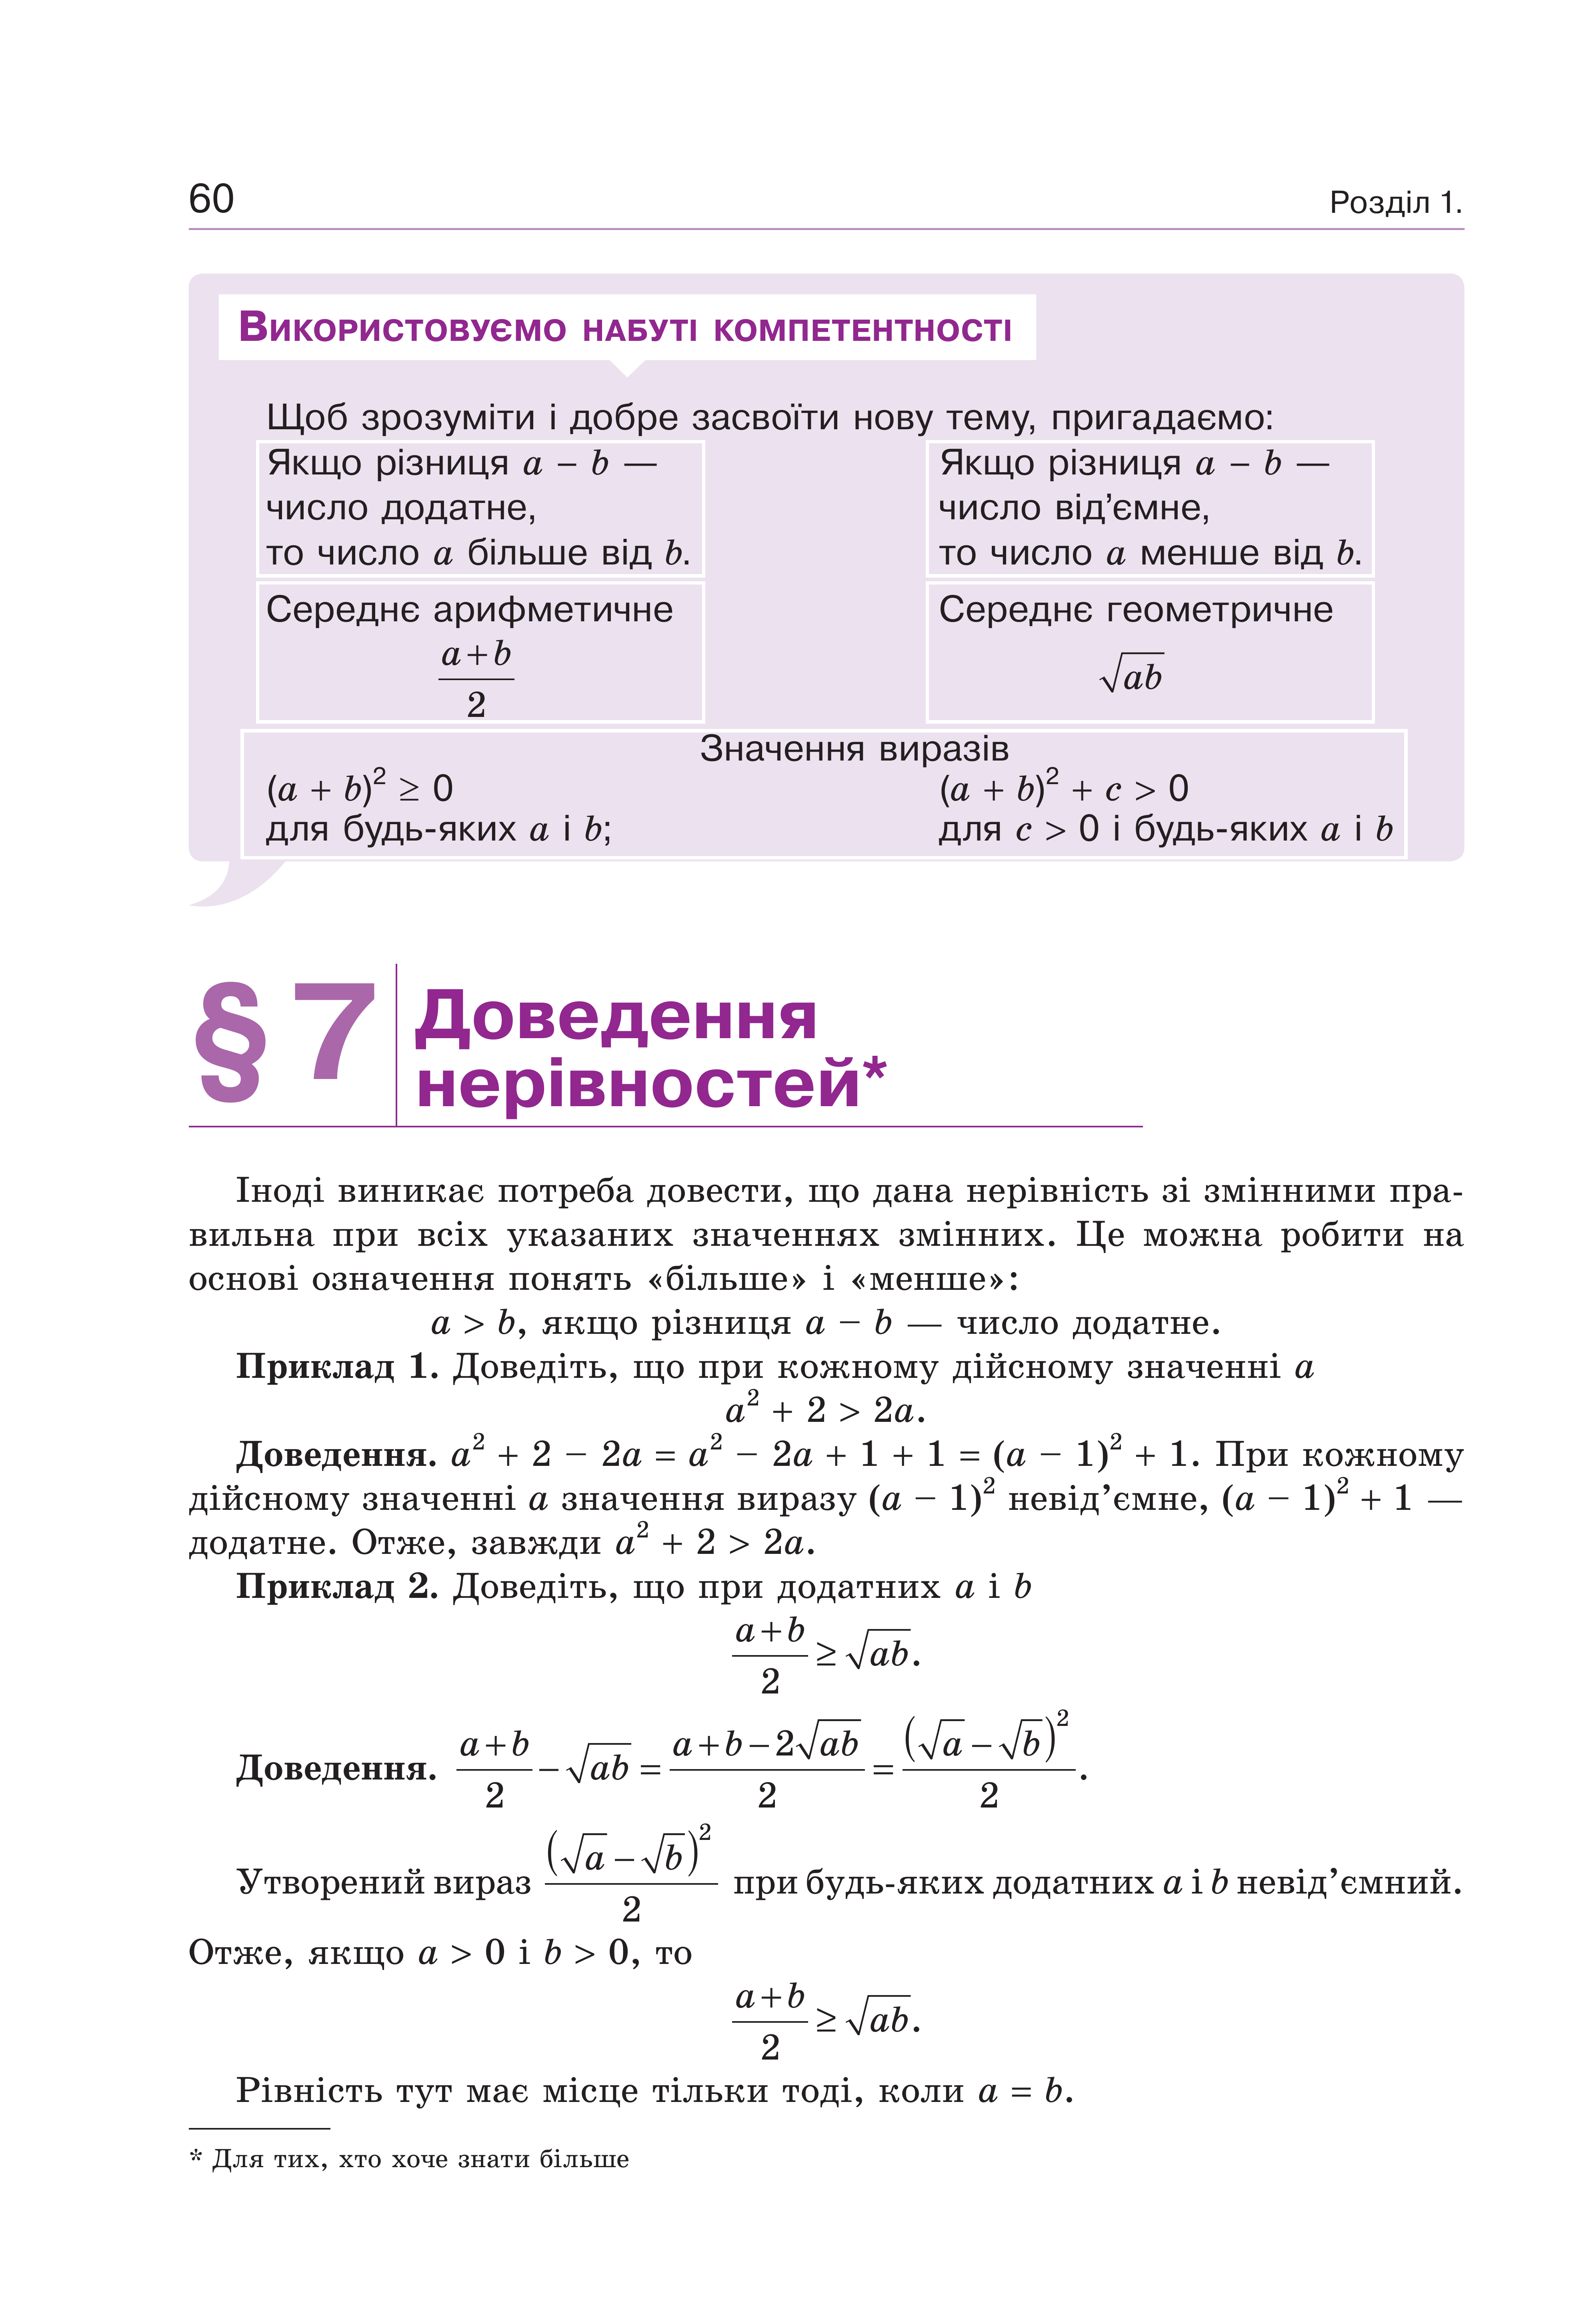 60
Розділ 1.
Використовуємо набуті компетентності
Щоб зрозуміти і добре засвоїти нову тему, пригадаємо:
Якщо різниця a – b —
число додатне,
то число a більше від b.
Якщо різниця a – b —
число від’ємне,
то число a менше від b.
Середнє арифметичне
\frac{a+b}{2}
Середнє геометричне
\sqrt{ab}
Значення виразів
(a + b)² ≥ 0
для будь-яких a і b;
(a + b)² + c > 0
для c > 0 і будь-яких a і b
§ 7
Доведення
нерівностей*
Іноді виникає потреба довести, що дана нерівність зі змінними пра-
вильна при всіх указаних значеннях змінних. Це можна робити на
основі означення понять «більше» і «менше»:
a > b, якщо різниця a – b — число додатне.
Приклад 1. Доведіть, що при кожному дійсному значенні a
a² + 2 > 2a.
Доведення. a² + 2 – 2a = a² – 2a + 1 + 1 = (a – 1)² + 1. При кожному
дійсному значенні a значення виразу (a – 1)² невід’ємне, (a – 1)² + 1 —
додатне. Отже, завжди a² + 2 > 2a.
Приклад 2. Доведіть, що при додатних a і b
\frac{a+b}{2} ≥ \sqrt{ab}.
Доведення. \frac{a+b}{2} – \sqrt{ab} = \frac{a+b–2\sqrt{ab}}{2} = \frac{(\sqrt{a} – \sqrt{b})²}{2}.
Утворений вираз \frac{(\sqrt{a} – \sqrt{b})²}{2} при будь-яких додатних a і b невід’ємний.
Отже, якщо a > 0 і b > 0, то
\frac{a+b}{2} ≥ \sqrt{ab}.
Рівність тут має місце тільки тоді, коли a = b.
* Для тих, хто хоче знати більше